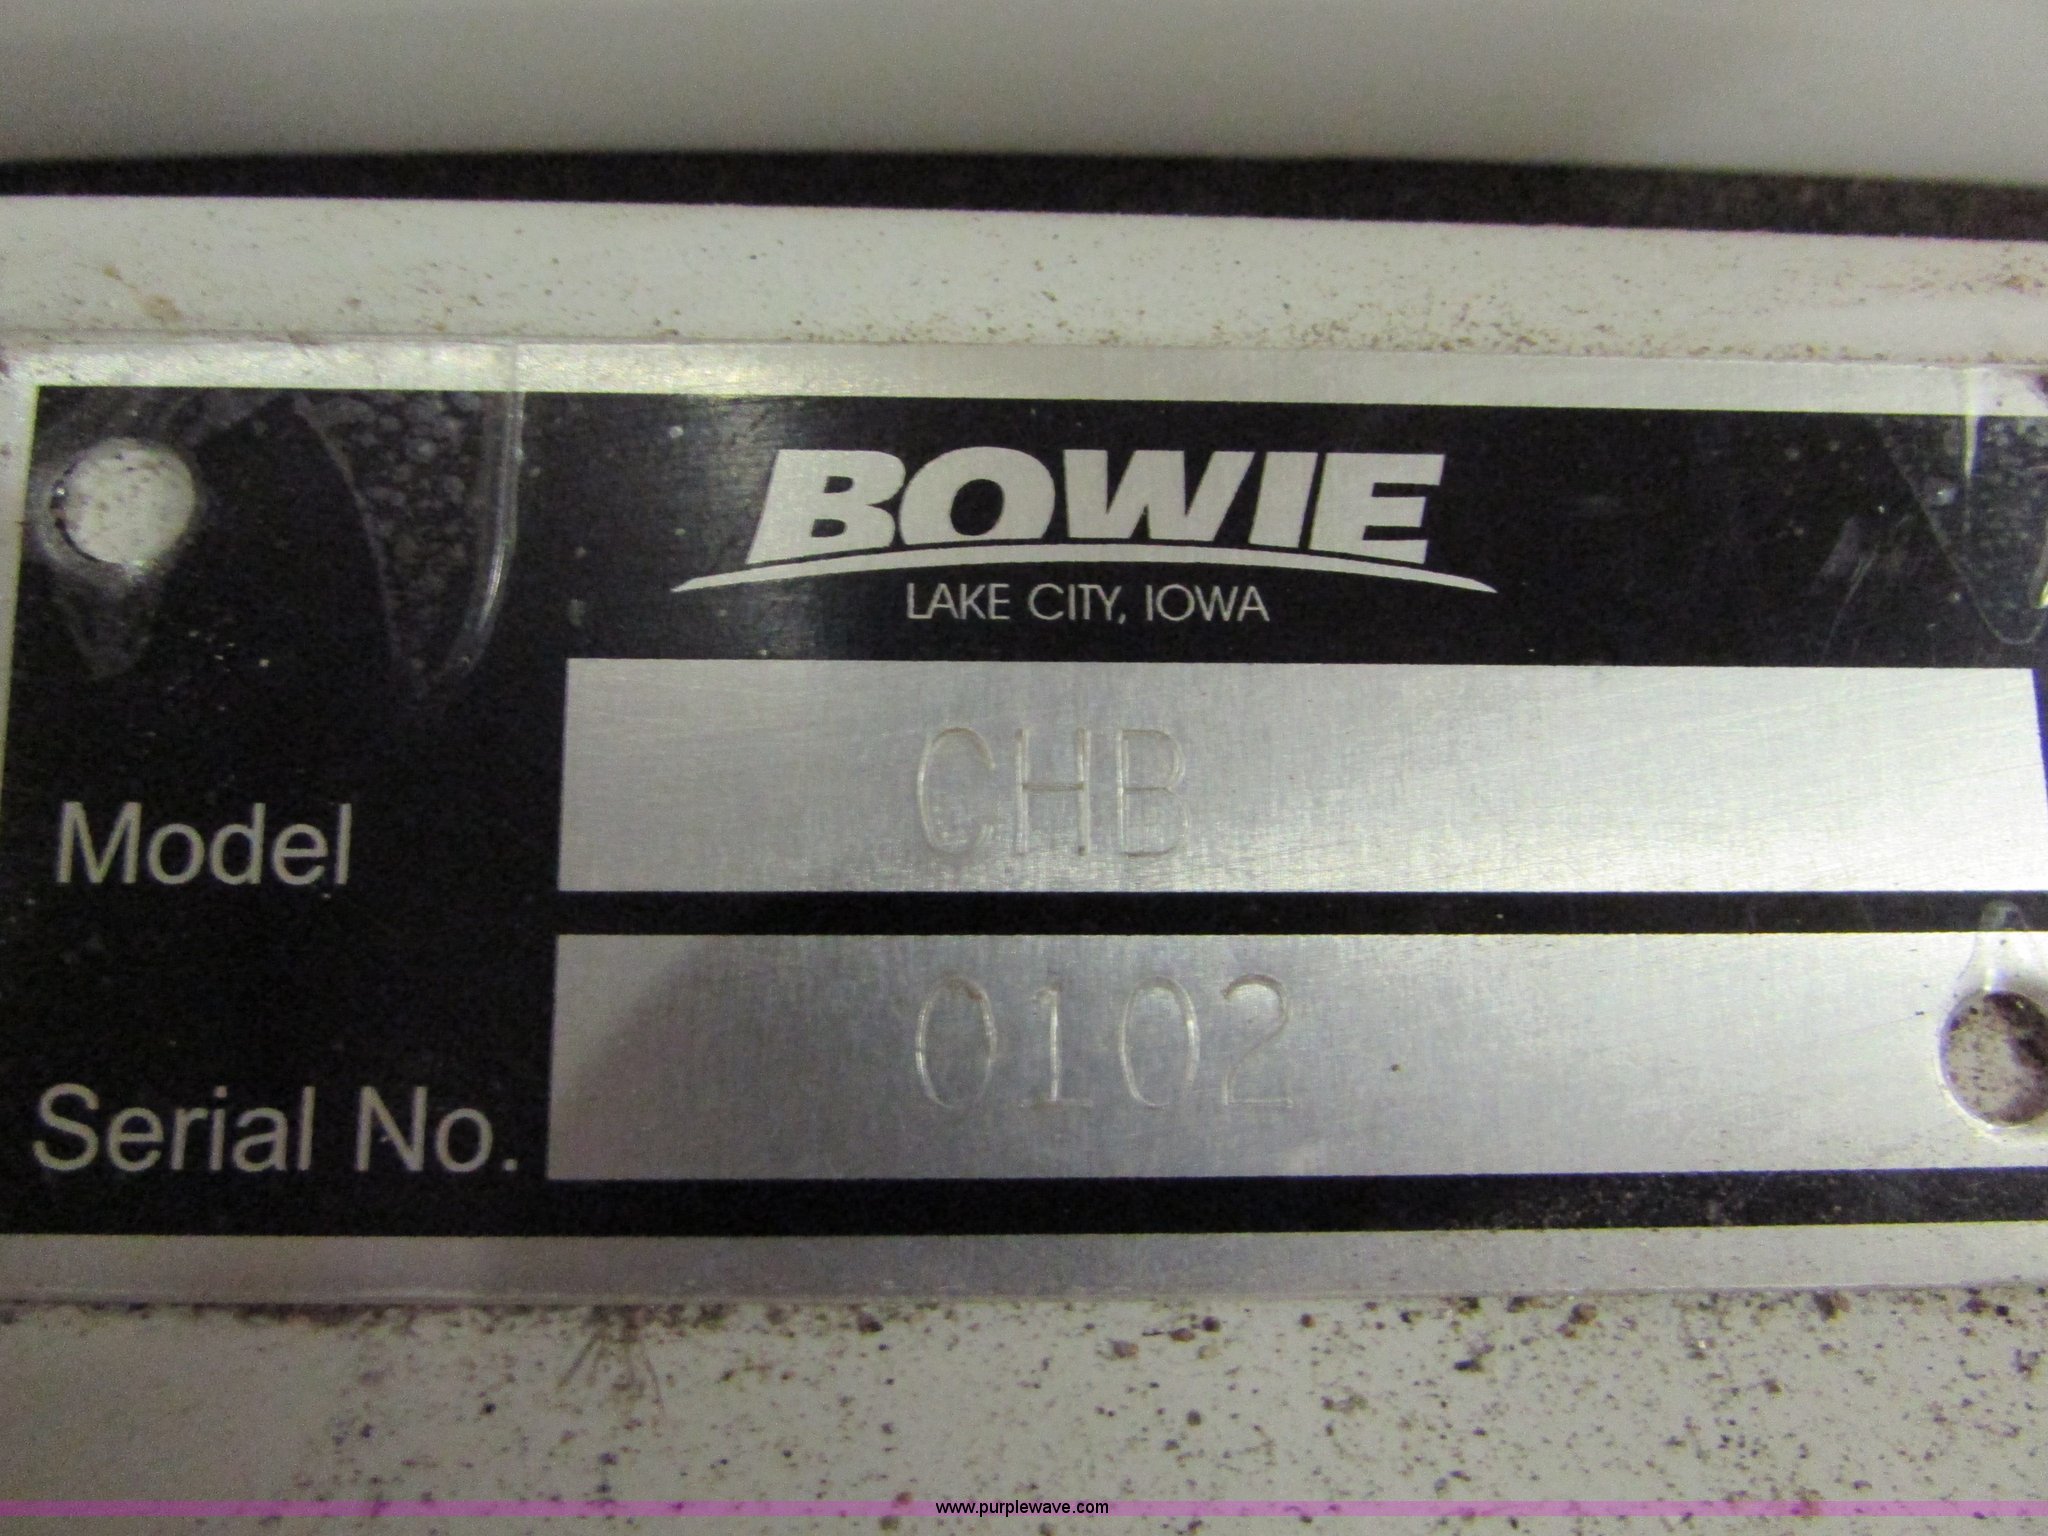 BOWIE
LAKE CITY, IOWA
Model CHB
Serial No. 0102
www.purplewave.com